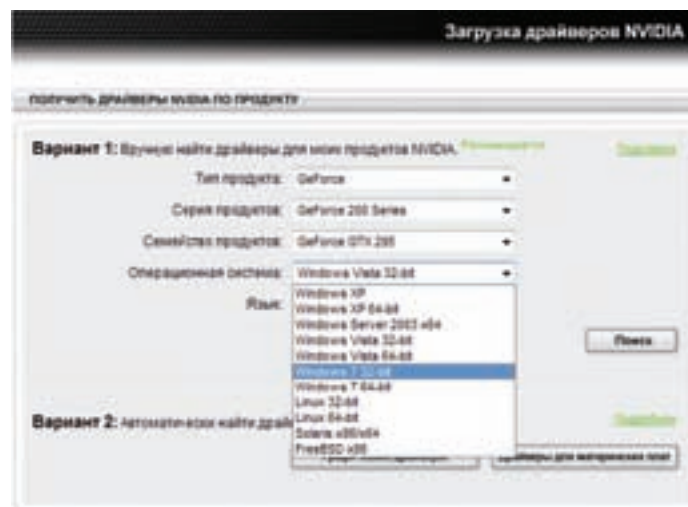 Загрузка драйверов NVIDIA
ПОЛУЧИТЬ ДРАЙВЕРЫ NVIDIA ПО ПРОДУКТУ
Вариант 1: Вручную найти драйверы для моих продуктов NVIDIA.
Тип продукта: GeForce
Серия продуктов: GeForce 200 Series
Семейство продуктов: GeForce GTX
Операционная система: Windows Vista 32-bit
Язык:
Windows XP
Windows XP 64-bit
Windows Server 2003 x64
Windows Vista 32-bit
Windows Vista 64-bit
Windows 7 32-bit
Windows 7 64-bit
Linux 32-bit
Linux 64-bit
Solaris x86/x64
FreeBSD x86
Поиск
Вариант 2: Автоматически найти
Драйверы для материнских плат